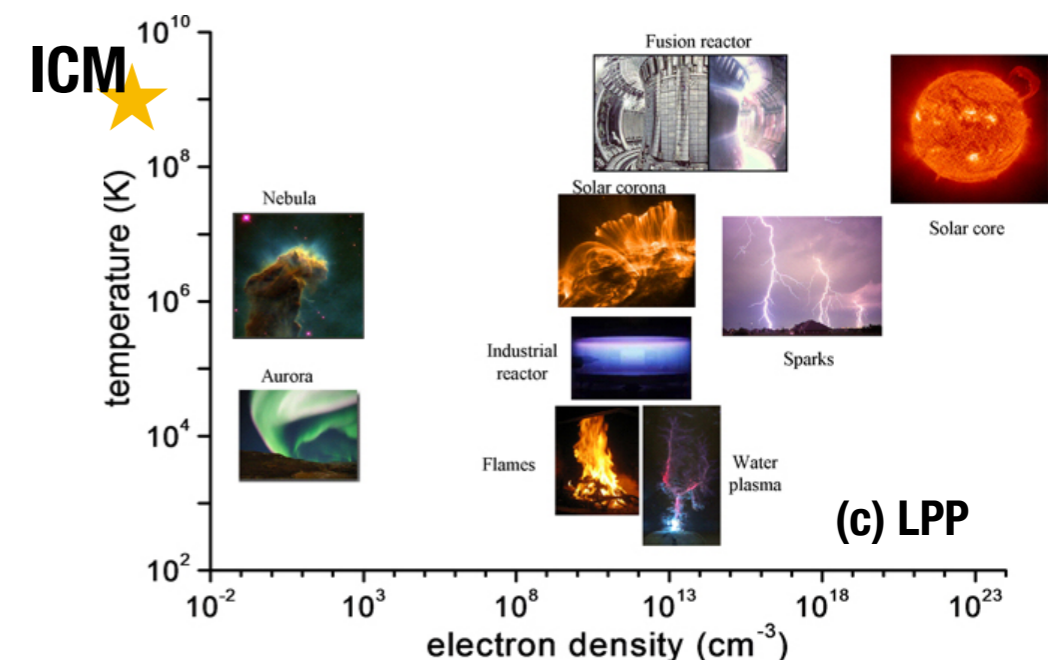 ICM
10^10
10^8
10^6
10^4
10^2
temperature (K)
Fusion reactor
Solar corona
Nebula
Solar core
Industrial
reactor
Sparks
Aurora
Flames
Water
plasma
(c) LPP
10^-2
10^3
10^8
10^13
10^18
10^23
electron density (cm^-3)